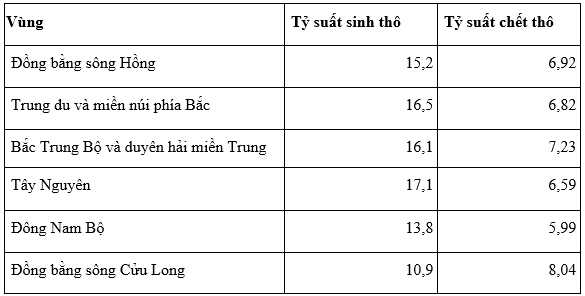 Vùng Tỷ suất sinh thô Tỷ suất chết thô
Đồng bằng sông Hồng 15,2 6,92
Trung du và miền núi phía Bắc 16,5 6,82
Bắc Trung Bộ và duyên hải miền Trung 16,1 7,23
Tây Nguyên 17,1 6,59
Đông Nam Bộ 13,8 5,99
Đồng bằng sông Cửu Long 10,9 8,04